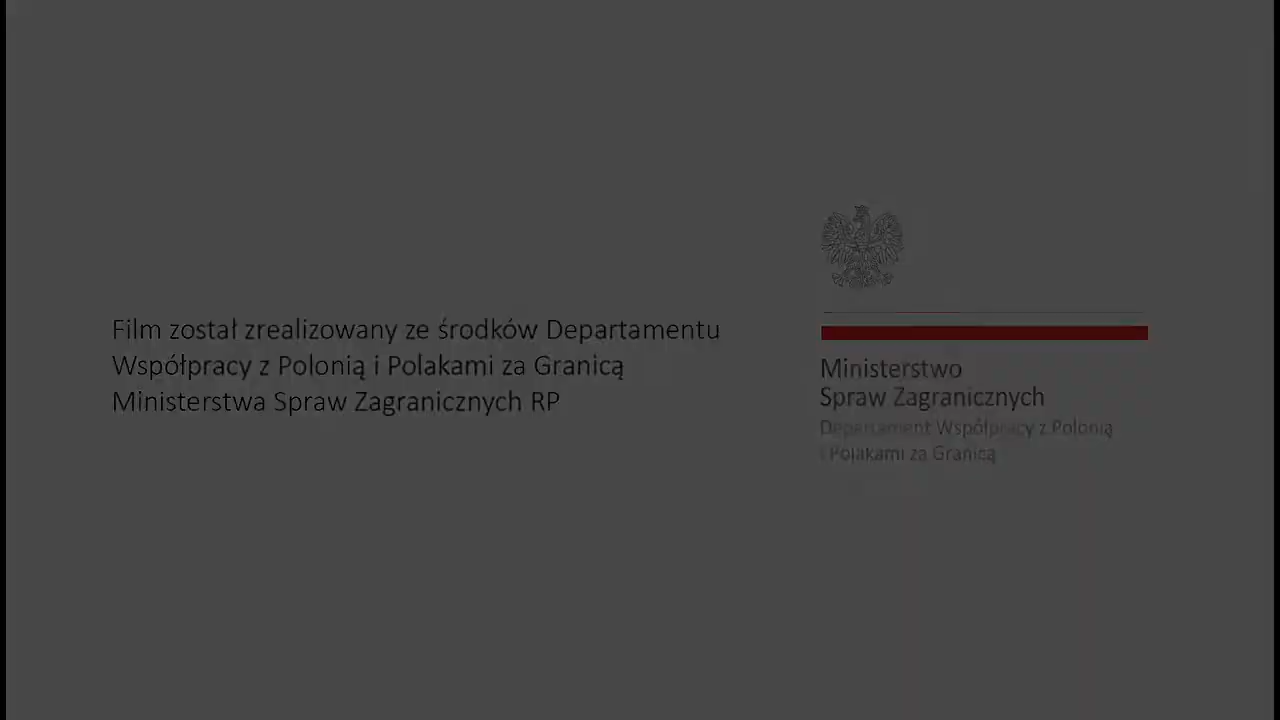 Film został zrealizowany ze środków Departamentu
Współpracy z Polonią i Polakami za Granicą
Ministerstwa Spraw Zagranicznych RP
Ministerstwo
Spraw Zagranicznych
Departament Współpracy z Polonią
i Polakami za Granicą